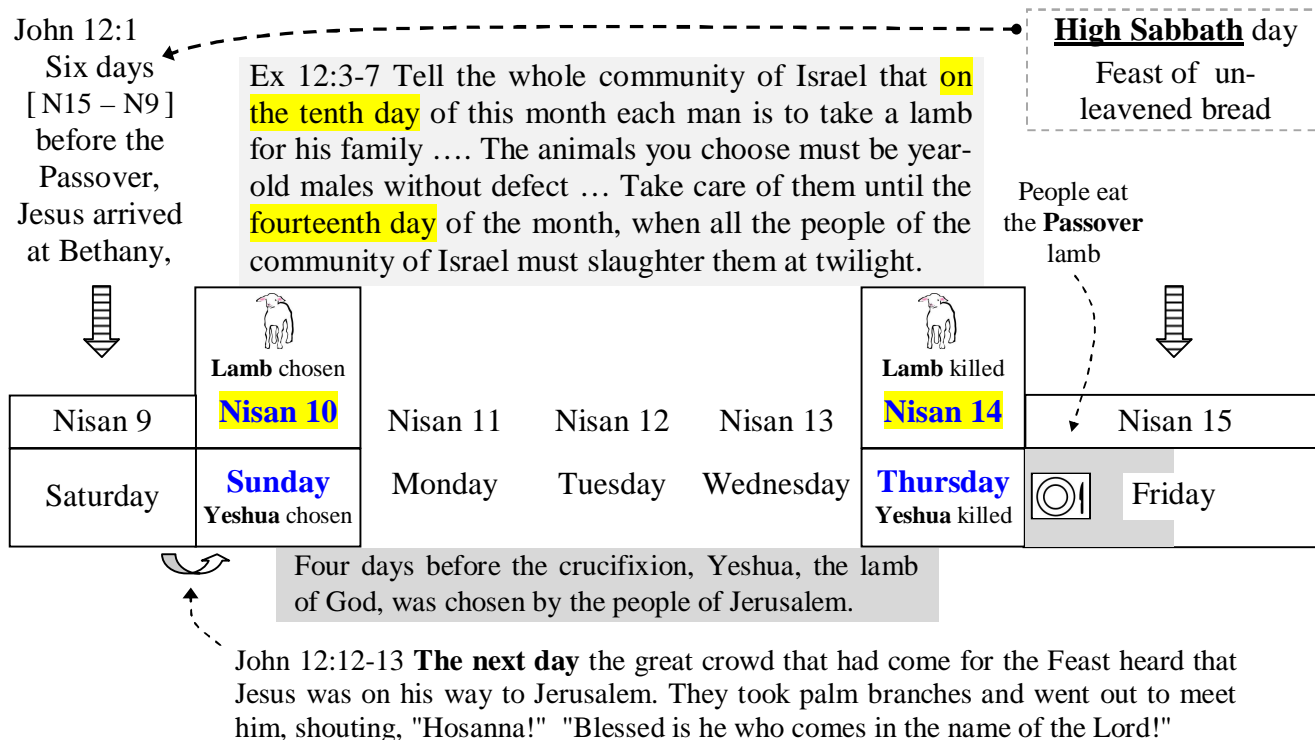 John 12:1
Six days
[ N15 – N9 ]
before the
Passover,
Jesus arrived
at Bethany,
Ex 12:3-7 Tell the whole community of Israel that on
the tenth day of this month each man is to take a lamb
for his family …. The animals you choose must be year-
old males without defect … Take care of them until the
fourteenth day of the month, when all the people of the
community of Israel must slaughter them at twilight.
High Sabbath day
Feast of un-
leavened bread
People eat
the Passover
lamb
Lamb chosen
Lamb killed
Nisan 9
Nisan 10
Nisan 11
Nisan 12
Nisan 13
Nisan 14
Nisan 15
Saturday
Sunday
Yeshua chosen
Monday
Tuesday
Wednesday
Thursday
Yeshua killed
Friday
Four days before the crucifixion, Yeshua, the lamb
of God, was chosen by the people of Jerusalem.
John 12:12-13 The next day the great crowd that had come for the Feast heard that
Jesus was on his way to Jerusalem. They took palm branches and went out to meet
him, shouting, "Hosanna!" "Blessed is he who comes in the name of the Lord!"